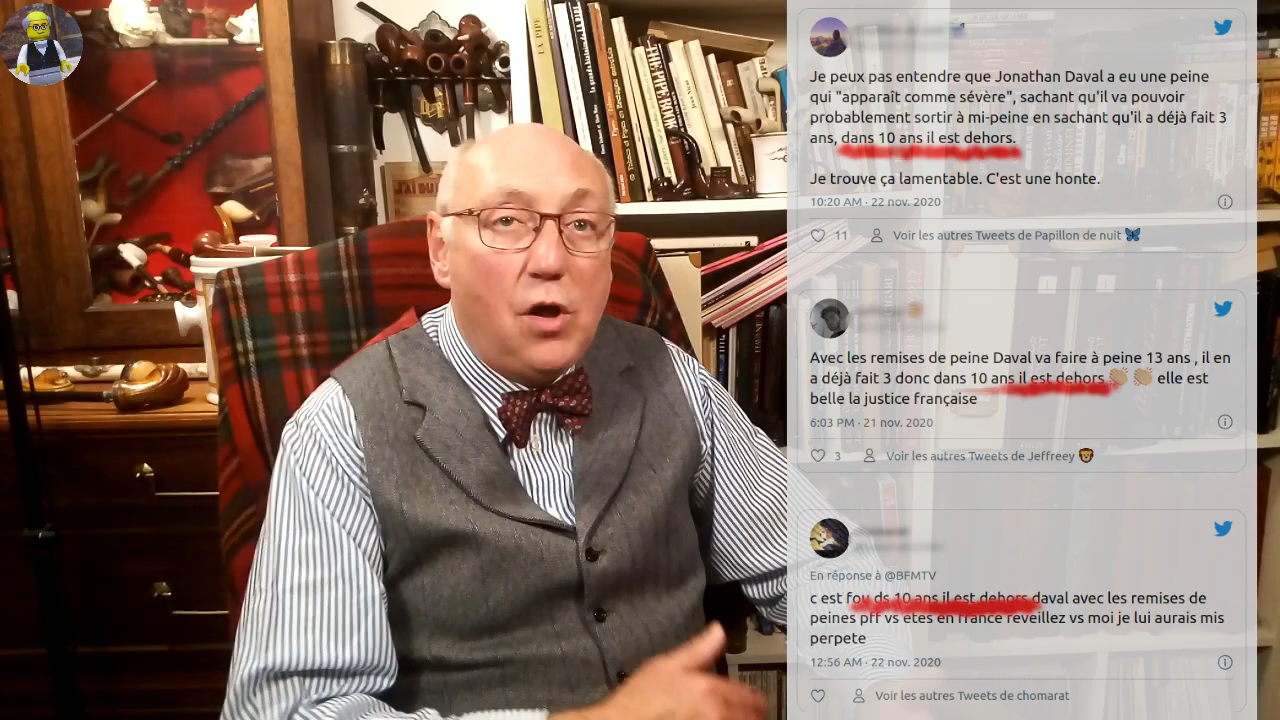 LA PIPE
THE PIPE BOOK
J'AI DU
Je peux pas entendre que Jonathan Daval a eu une peine
qui "apparaît comme sévère", sachant qu'il va pouvoir
probablement sortir à mi-peine en sachant qu'il a déjà fait 3
ans, dans 10 ans il est dehors.
Je trouve ça lamentable. C'est une honte.
10:20 AM · 22 nov. 2020
11
Voir les autres Tweets de Papillon de nuit
Avec les remises de peine Daval va faire à peine 13 ans , il en
a déjà fait 3 donc dans 10 ans il est dehors 👏🏼 👏🏼 elle est
belle la justice française
6:03 PM · 21 nov. 2020
3
Voir les autres Tweets de Jeffreey
En réponse à @BFMTV
c est fou ds 10 ans il est dehors daval avec les remises de
peines pff vs etes en france reveillez vs moi je lui aurais mis
perpete
12:56 AM · 22 nov. 2020
Voir les autres Tweets de chomarat